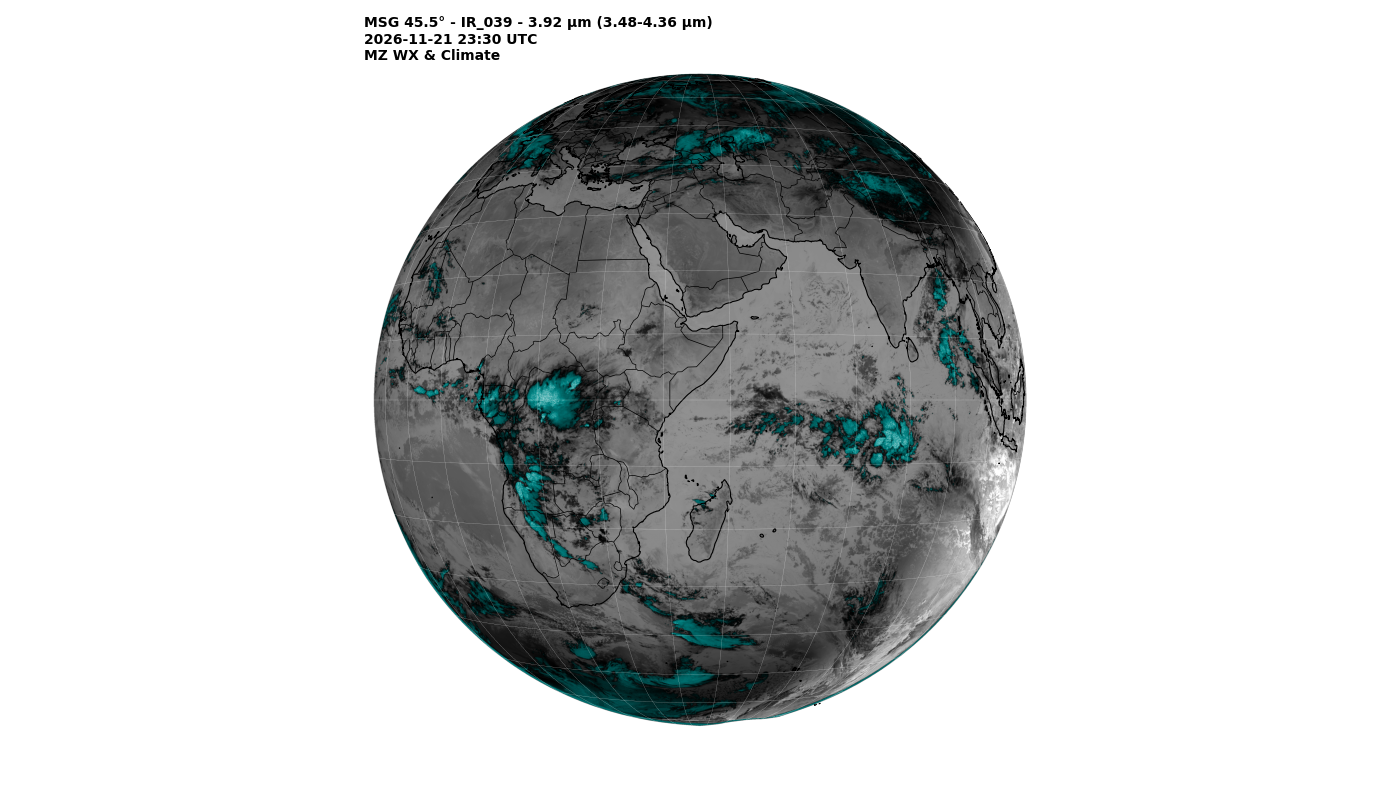 MSG 45.5° - IR_039 - 3.92 µm (3.48-4.36 µm)
2026-11-21 23:30 UTC
MZ WX & Climate